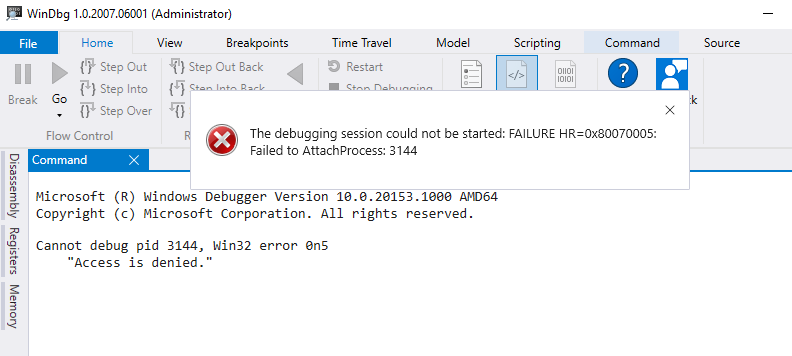 WinDbg 1.0.2007.06001 (Administrator)
File Home View Breakpoints Time Travel Model Scripting Command Source
Break Go Step Out Step Into Step Over Step Out Back Step Into Back Restart Stop Debugging
Flow Control
The debugging session could not be started: FAILURE HR=0x80070005:
Failed to AttachProcess: 3144
Command
Disassembly
Registers
Memory
Microsoft (R) Windows Debugger Version 10.0.20153.1000 AMD64
Copyright (c) Microsoft Corporation. All rights reserved.
Cannot debug pid 3144, Win32 error 0n5
"Access is denied."